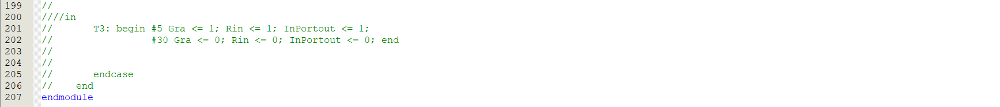 199 //
200 ////in
201 //       T3: begin #5 Gra <= 1; Rin <= 1; InPortout <= 1;
202 //                 #30 Gra <= 0; Rin <= 0; InPortout <= 0; end
203 //
204 //
205 //       endcase
206 //    end
207 endmodule